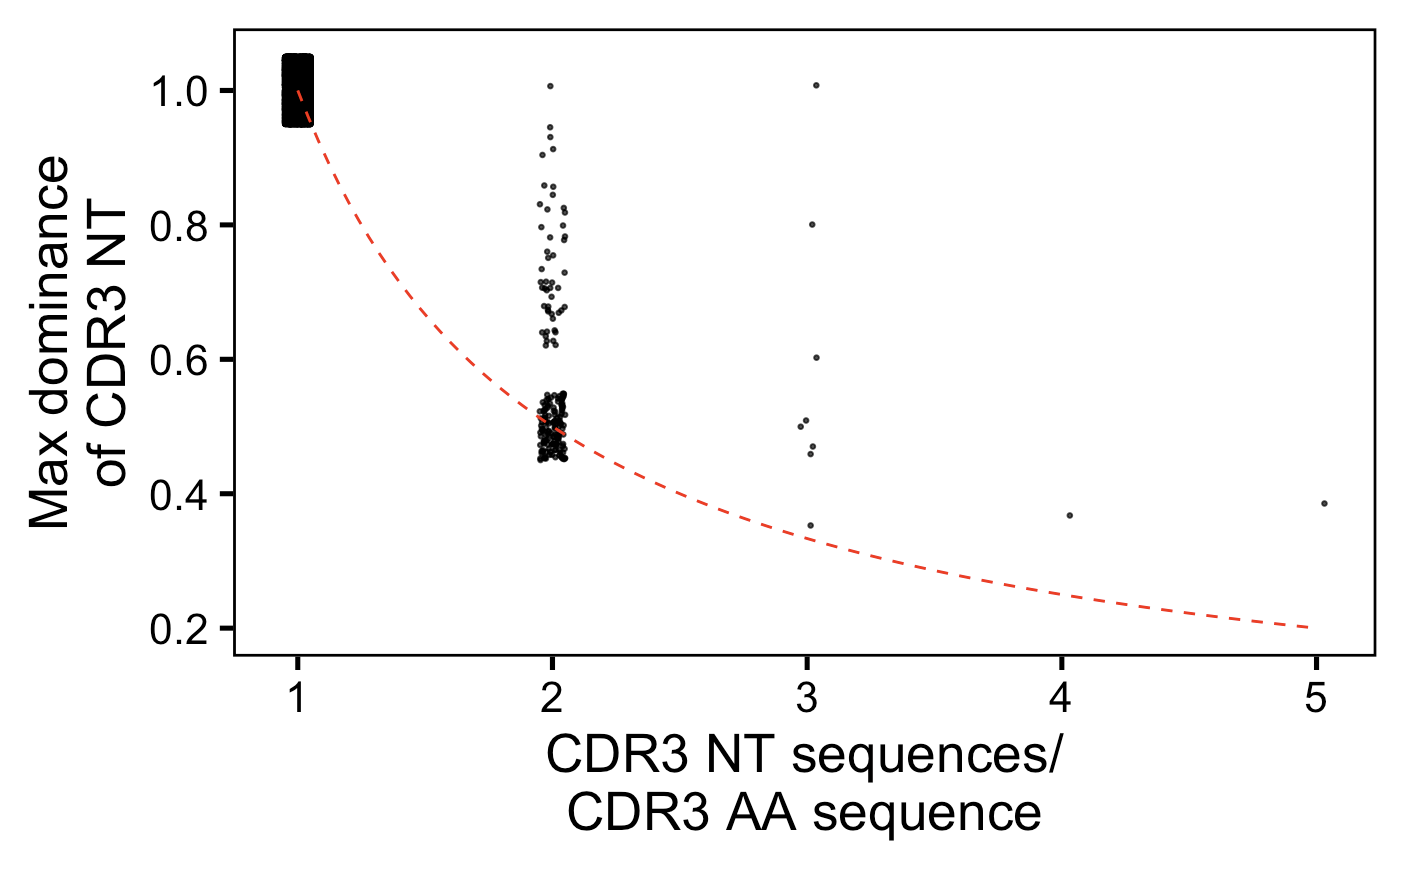 Max dominance
of CDR3 NT
1.0
0.8
0.6
0.4
0.2
1 2 3 4 5
CDR3 NT sequences/
CDR3 AA sequence